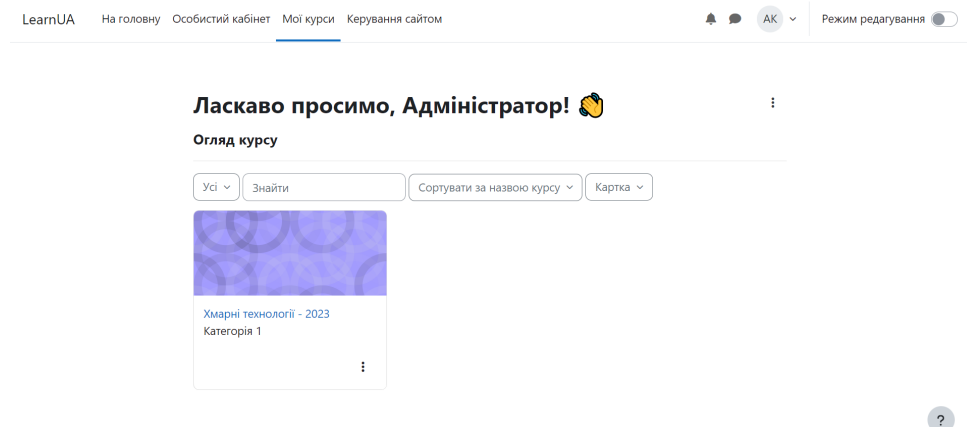 LearnUA На головну Особистий кабінет Мої курси Керування сайтом АК Режим редагування
Ласкаво просимо, Адміністратор! 👋
Огляд курсу
Усі Знайти Сортувати за назвою курсу Картка
Хмарні технології - 2023
Категорія 1
?